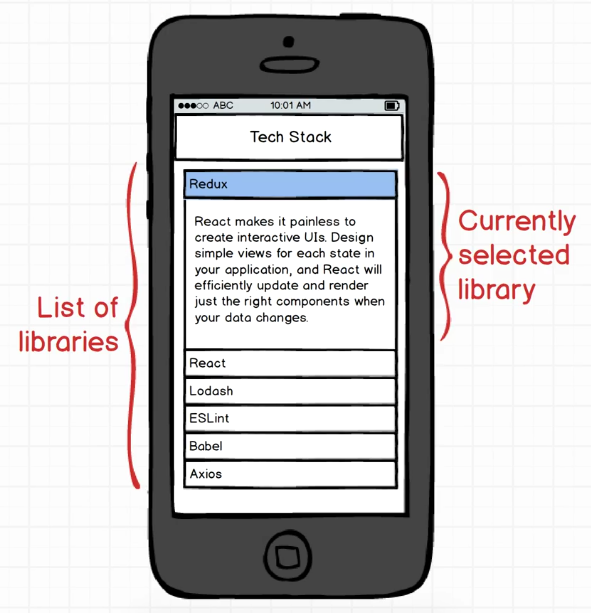 ABC 10:01 AM
Tech Stack
Redux
React makes it painless to
create interactive UIs. Design
simple views for each state in
your application, and React will
efficiently update and render
just the right components when
your data changes.
React
Lodash
ESLint
Babel
Axios
List of
libraries
Currently
selected
library